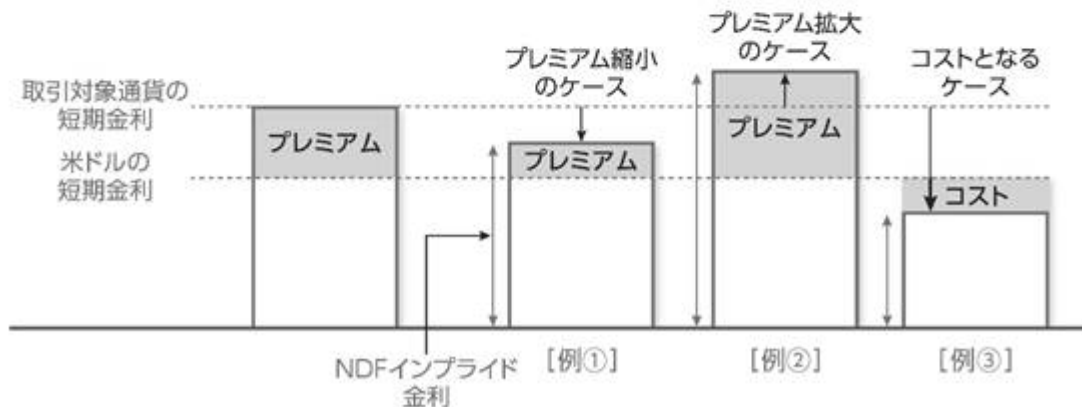 取引対象通貨の
短期金利
米ドルの
短期金利
プレミアム
プレミアム縮小
のケース
プレミアム
プレミアム拡大
のケース
プレミアム
コストとなる
ケース
コスト
NDFインプライド
金利
[例①]
[例②]
[例③]